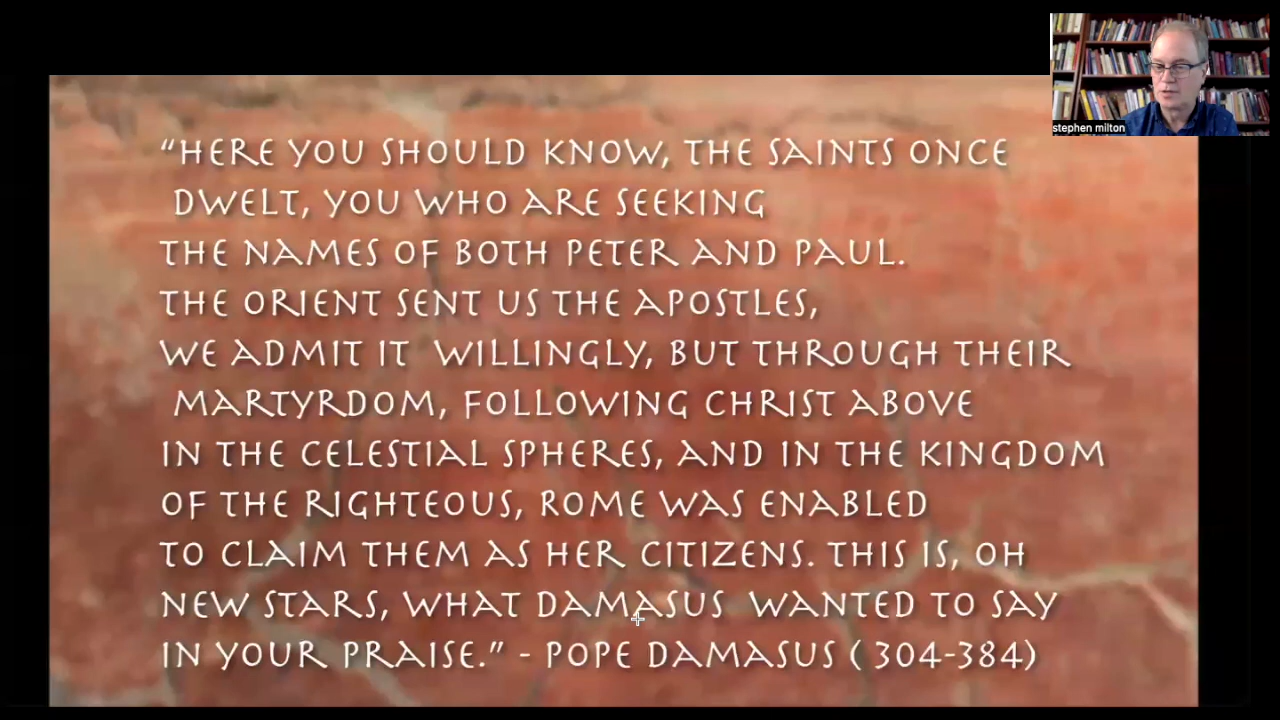 stephen milton
“HERE YOU SHOULD KNOW, THE SAINTS ONCE
DWELT, YOU WHO ARE SEEKING
THE NAMES OF BOTH PETER AND PAUL.
THE ORIENT SENT US THE APOSTLES,
WE ADMIT IT WILLINGLY, BUT THROUGH THEIR
MARTYRDOM, FOLLOWING CHRIST ABOVE
IN THE CELESTIAL SPHERES, AND IN THE KINGDOM
OF THE RIGHTEOUS, ROME WAS ENABLED
TO CLAIM THEM AS HER CITIZENS. THIS IS, OH
NEW STARS, WHAT DAMASUS WANTED TO SAY
IN YOUR PRAISE.” - POPE DAMASUS ( 304-384)